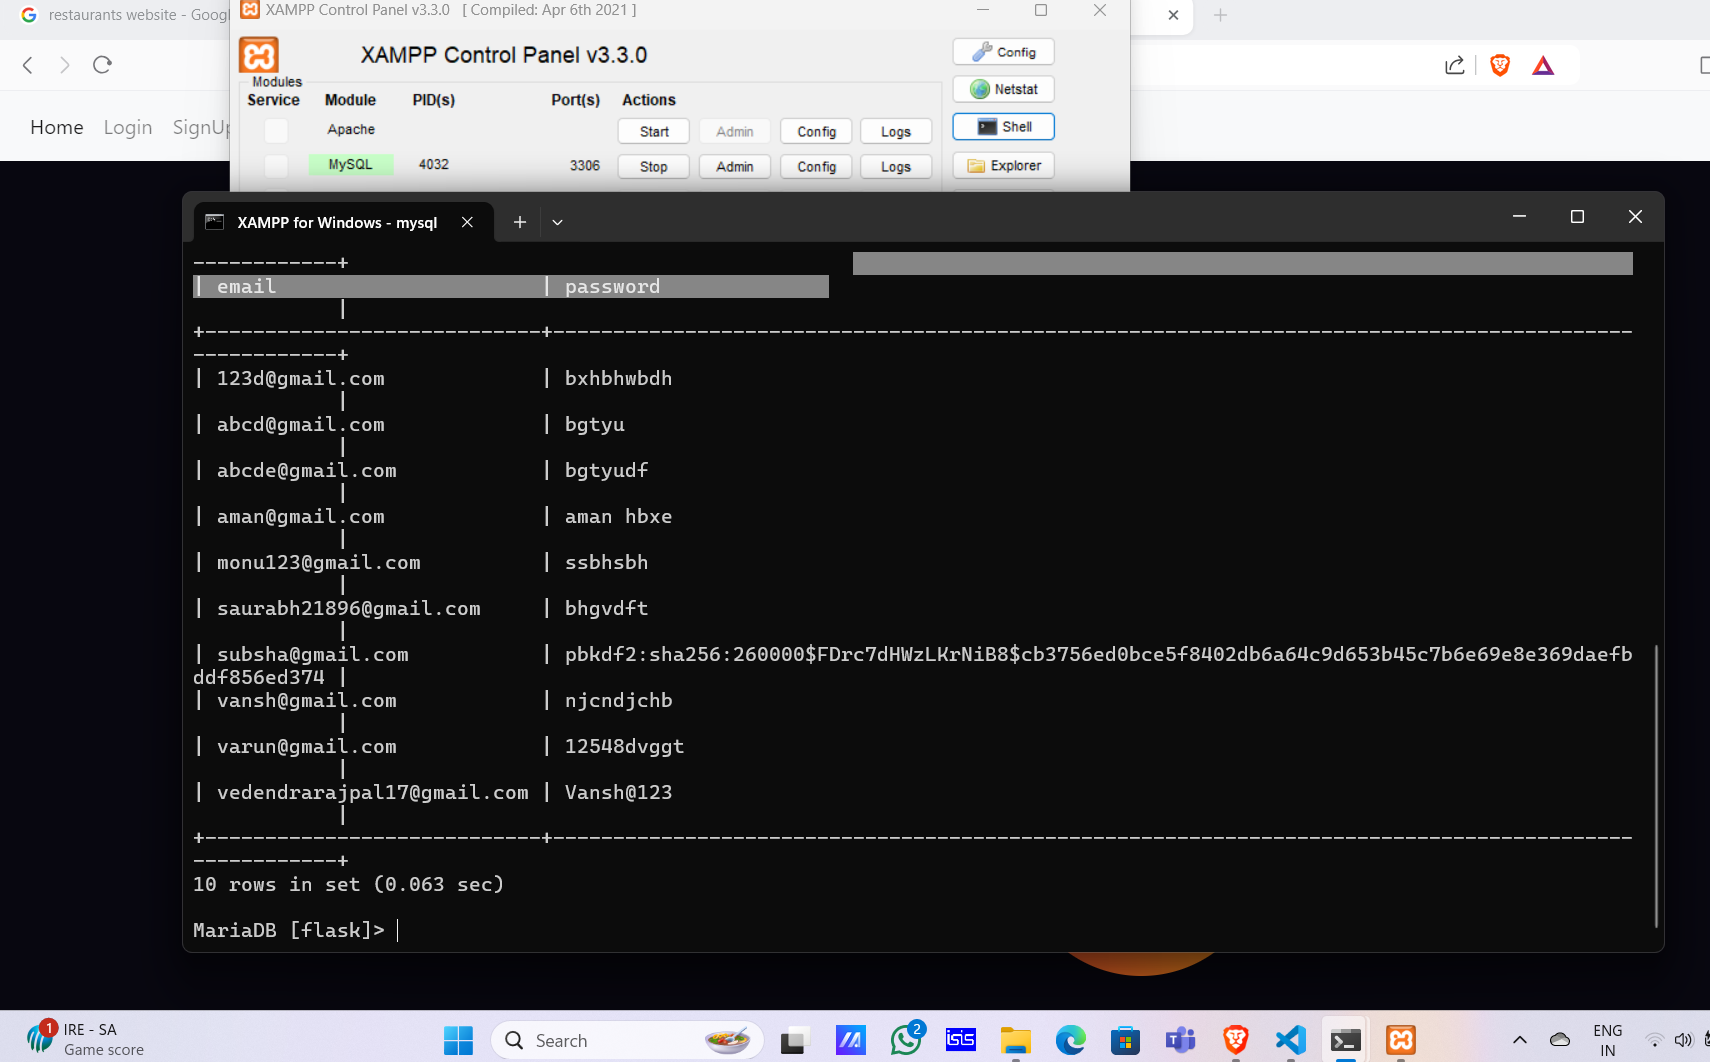 restaurants website - Googl
XAMPP Control Panel v3.3.0 [ Compiled: Apr 6th 2021 ]
XAMPP Control Panel v3.3.0
Config
Modules
Service Module PID(s) Port(s) Actions
Netstat
Home Login SignUp
Apache Start Admin Config Logs
Shell
MySQL 4032 3306 Stop Admin Config Logs
Explorer
XAMPP for Windows - mysql
------------+
| email | password
|
+----------------------------+------------------------------------------------------------------------------------------
------------+
| 123d@gmail.com | bxhbhwbdh
|
| abcd@gmail.com | bgtyu
|
| abcde@gmail.com | bgtyudf
|
| aman@gmail.com | aman hbxe
|
| monu123@gmail.com | ssbhsbh
|
| saurabh21896@gmail.com | bhgvdft
|
| subsha@gmail.com | pbkdf2:sha256:260000$FDrc7dHWzLKrNiB8$cb3756ed0bce5f8402db6a64c9d653b45c7b6e69e8e369daefb
ddf856ed374 |
| vansh@gmail.com | njcndjchb
|
| varun@gmail.com | 12548dvggt
|
| vedendrarajpal17@gmail.com | Vansh@123
|
+----------------------------+------------------------------------------------------------------------------------------
------------+
10 rows in set (0.063 sec)
MariaDB [flask]>
1
IRE - SA
Game score
Search
2
isis
ENG
IN